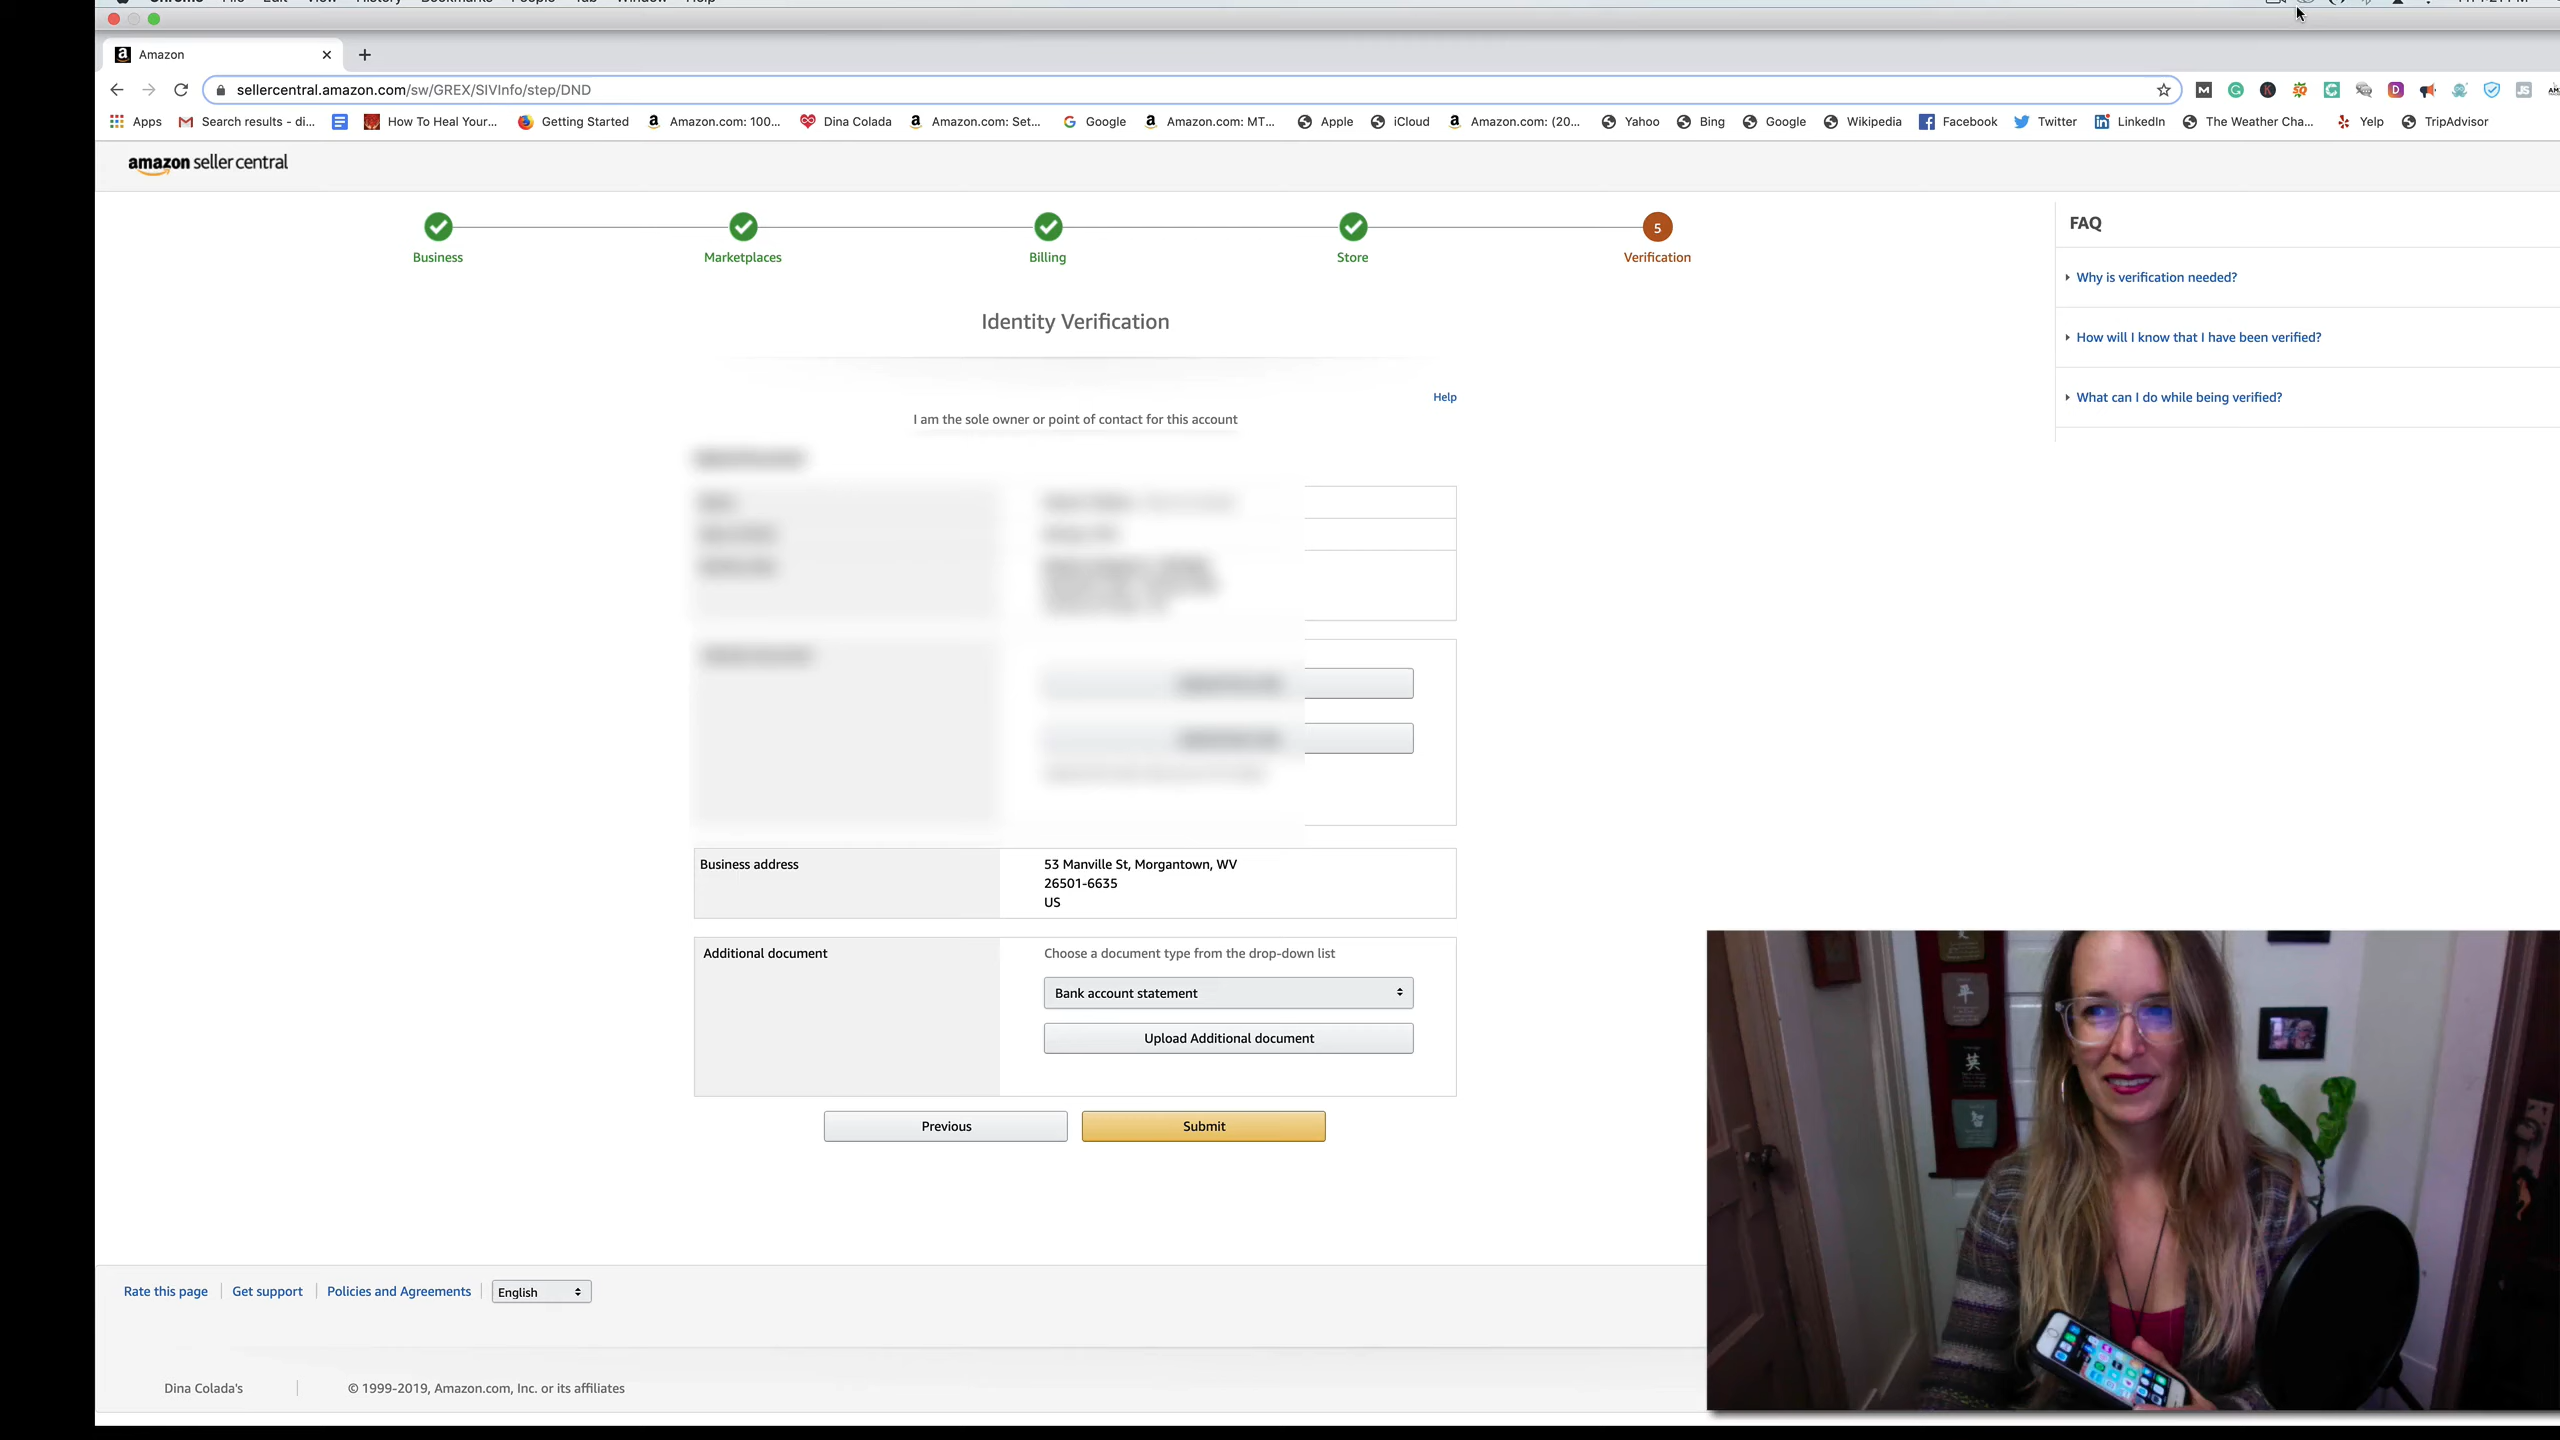 Amazon
sellercentral.amazon.com/sw/GREX/SIVInfo/step/DND
Apps Search results - di... How To Heal Your... Getting Started Amazon.com: 100... Dina Colada Amazon.com: Set... Google Amazon.com: MT... Apple iCloud Amazon.com: (20... Yahoo Bing Google Wikipedia Facebook Twitter LinkedIn The Weather Cha... Yelp TripAdvisor
amazon seller central
5
Business Marketplaces Billing Store Verification
Identity Verification
Help
I am the sole owner or point of contact for this account
Business address
53 Manville St, Morgantown, WV
26501-6635
US
Additional document
Choose a document type from the drop-down list
Bank account statement
Upload Additional document
Previous Submit
FAQ
Why is verification needed?
How will I know that I have been verified?
What can I do while being verified?
Rate this page Get support Policies and Agreements English
Dina Colada's © 1999-2019, Amazon.com, Inc. or its affiliates
平
英